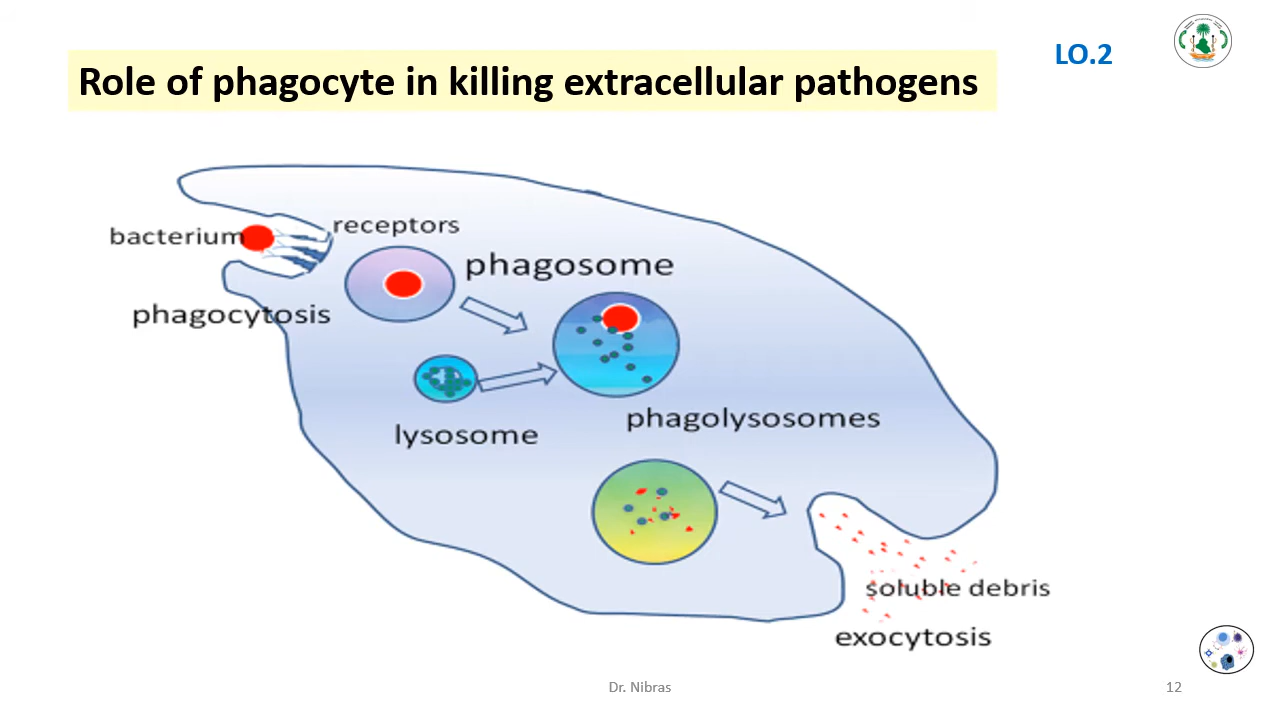 LO.2
Role of phagocyte in killing extracellular pathogens
bacterium
receptors
phagosome
phagocytosis
lysosome
phagolysosomes
soluble debris
exocytosis
Dr. Nibras
12